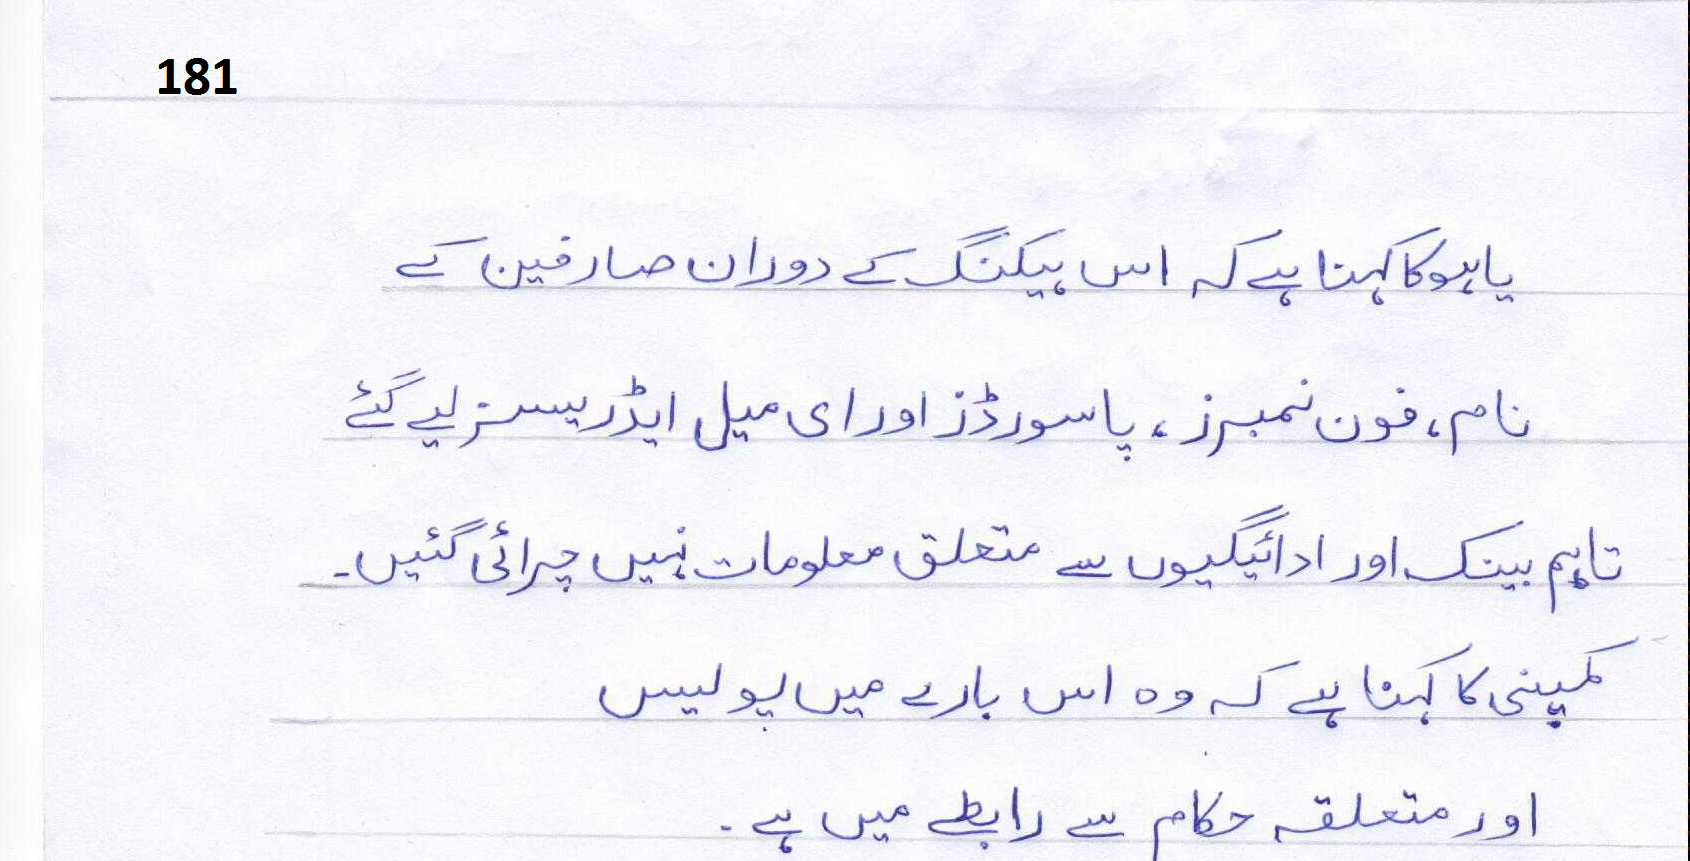 181
یاہو کا کہنا ہے کہ اس ہیکنگ کے دوران صارفین کے
نام، فون نمبرز، پاسورڈز اور ای میل ایڈریسز لیے گئے
تاہم بینک اور ادائیگیوں سے متعلق معلومات نہیں چرائی گئیں۔
کمپنی کا کہنا ہے کہ وہ اس بارے میں پولیس
اور متعلقہ حکام سے رابطے میں ہے۔